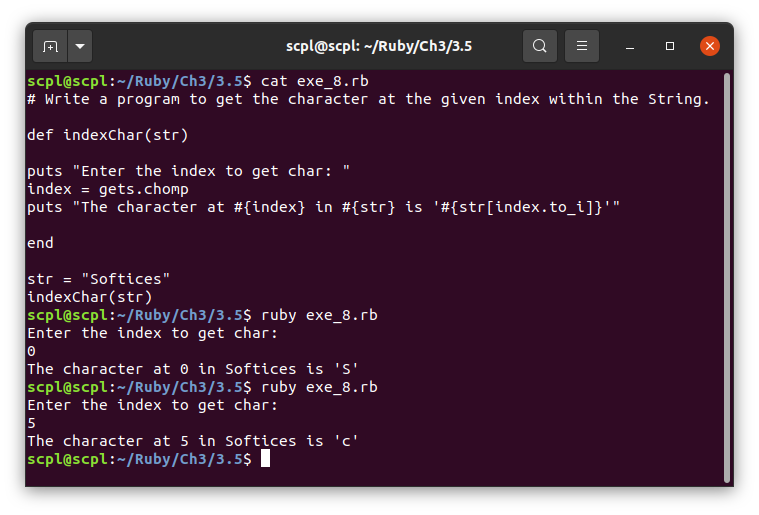 scpl@scpl: ~/Ruby/Ch3/3.5
scpl@scpl:~/Ruby/Ch3/3.5$ cat exe_8.rb
# Write a program to get the character at the given index within the String.
def indexChar(str)
puts "Enter the index to get char: "
index = gets.chomp
puts "The character at #{index} in #{str} is '#{str[index.to_i]}'"
end
str = "Softices"
indexChar(str)
scpl@scpl:~/Ruby/Ch3/3.5$ ruby exe_8.rb
Enter the index to get char:
0
The character at 0 in Softices is 'S'
scpl@scpl:~/Ruby/Ch3/3.5$ ruby exe_8.rb
Enter the index to get char:
5
The character at 5 in Softices is 'c'
scpl@scpl:~/Ruby/Ch3/3.5$